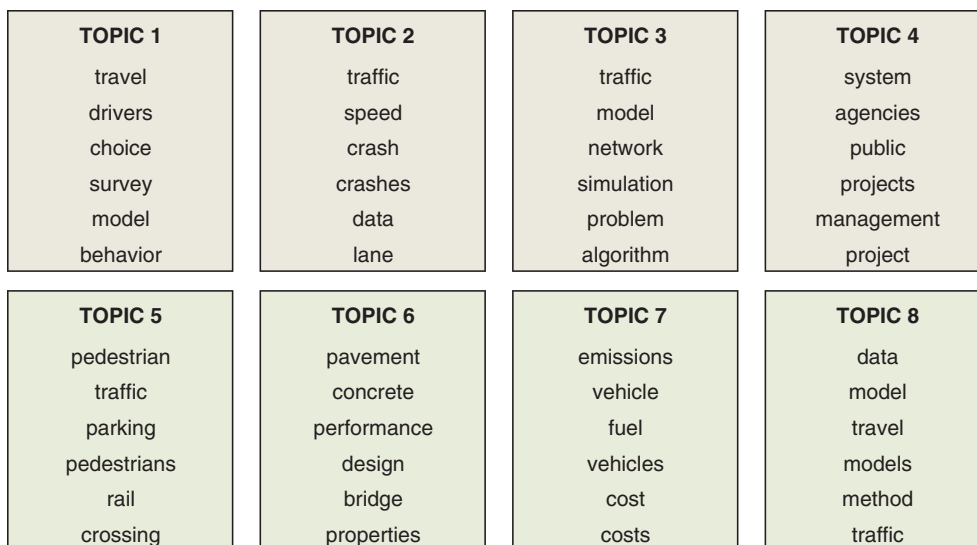 TOPIC 1
travel
drivers
choice
survey
model
behavior
TOPIC 2
traffic
speed
crash
crashes
data
lane
TOPIC 3
traffic
model
network
simulation
problem
algorithm
TOPIC 4
system
agencies
public
projects
management
project
TOPIC 5
pedestrian
traffic
parking
pedestrians
rail
crossing
TOPIC 6
pavement
concrete
performance
design
bridge
properties
TOPIC 7
emissions
vehicle
fuel
vehicles
cost
costs
TOPIC 8
data
model
travel
models
method
traffic